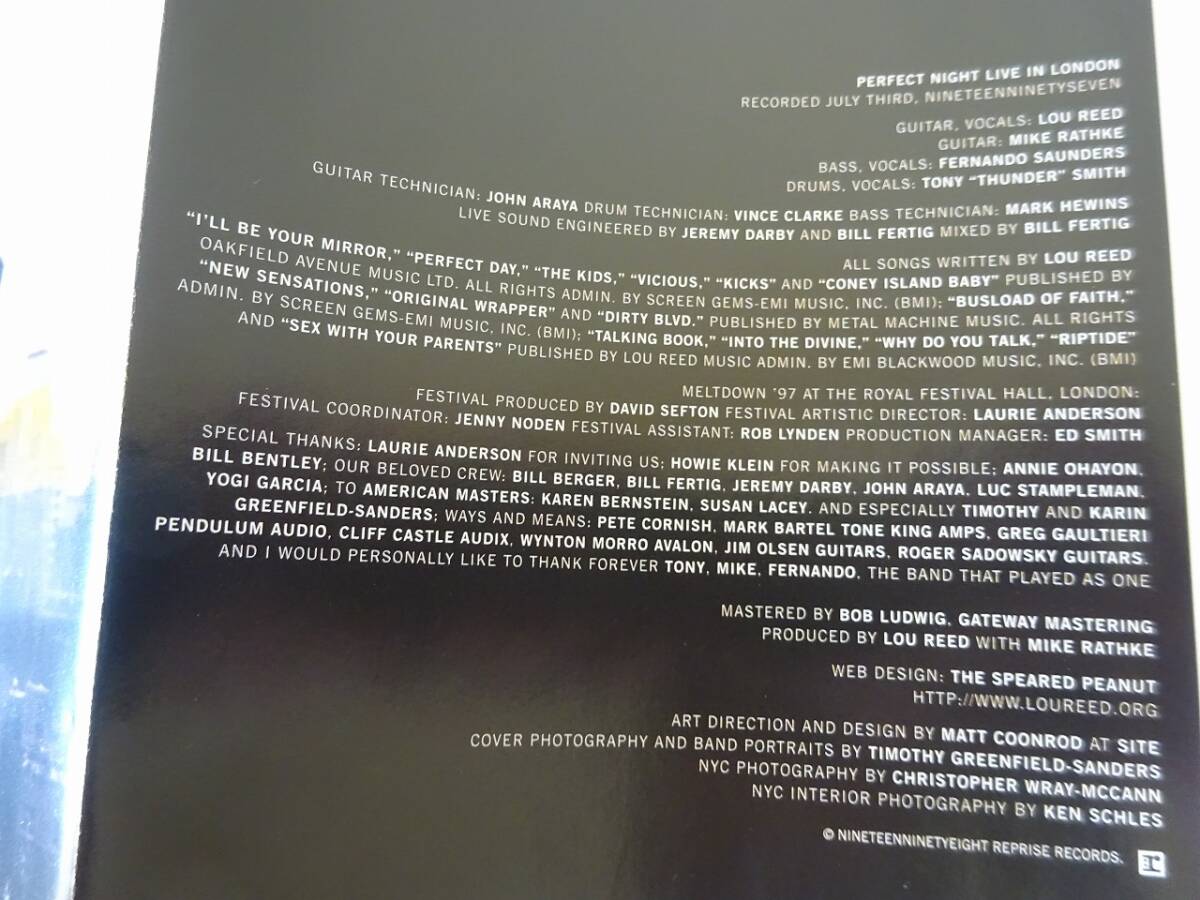 PERFECT NIGHT LIVE IN LONDON
RECORDED JULY THIRD, NINETEENNINETYSEVEN
GUITAR, VOCALS: LOU REED
GUITAR: MIKE RATHKE
BASS, VOCALS: FERNANDO SAUNDERS
DRUMS, VOCALS: TONY "THUNDER" SMITH
GUITAR TECHNICIAN: JOHN ARAYA DRUM TECHNICIAN: VINCE CLARKE BASS TECHNICIAN: MARK HEWINS
LIVE SOUND ENGINEERED BY JEREMY DARBY AND BILL FERTIG MIXED BY BILL FERTIG
ALL SONGS WRITTEN BY LOU REED
"I'LL BE YOUR MIRROR," "PERFECT DAY," "THE KIDS," "VICIOUS," "KICKS" AND "CONEY ISLAND BABY" PUBLISHED BY
OAKFIELD AVENUE MUSIC LTD. ALL RIGHTS ADMIN. BY SCREEN GEMS-EMI MUSIC, INC. (BMI); "BUSLOAD OF FAITH,"
"NEW SENSATIONS," "ORIGINAL WRAPPER" AND "DIRTY BLVD." PUBLISHED BY METAL MACHINE MUSIC. ALL RIGHTS
ADMIN. BY SCREEN GEMS-EMI MUSIC, INC. (BMI); "TALKING BOOK," "INTO THE DIVINE," "WHY DO YOU TALK," "RIPTIDE"
AND "SEX WITH YOUR PARENTS" PUBLISHED BY LOU REED MUSIC ADMIN. BY EMI BLACKWOOD MUSIC, INC. (BMI)
MELTDOWN '97 AT THE ROYAL FESTIVAL HALL, LONDON:
FESTIVAL PRODUCED BY DAVID SEFTON FESTIVAL ARTISTIC DIRECTOR: LAURIE ANDERSON
FESTIVAL COORDINATOR: JENNY NODEN FESTIVAL ASSISTANT: ROB LYNDEN PRODUCTION MANAGER: ED SMITH
SPECIAL THANKS: LAURIE ANDERSON FOR INVITING US; HOWIE KLEIN FOR MAKING IT POSSIBLE; ANNIE OHAYON,
BILL BENTLEY; OUR BELOVED CREW: BILL BERGER, BILL FERTIG, JEREMY DARBY, JOHN ARAYA, LUC STAMPLEMAN,
YOGI GARCIA; TO AMERICAN MASTERS: KAREN BERNSTEIN, SUSAN LACEY. AND ESPECIALLY TIMOTHY AND KARIN
GREENFIELD-SANDERS; WAYS AND MEANS: PETE CORNISH, MARK BARTEL TONE KING AMPS, GREG GAULTIERI
PENDULUM AUDIO, CLIFF CASTLE AUDIX, WYNTON MORRO AVALON, JIM OLSEN GUITARS, ROGER SADOWSKY GUITARS.
AND I WOULD PERSONALLY LIKE TO THANK FOREVER TONY, MIKE, FERNANDO, THE BAND THAT PLAYED AS ONE
MASTERED BY BOB LUDWIG, GATEWAY MASTERING
PRODUCED BY LOU REED WITH MIKE RATHKE
WEB DESIGN: THE SPEARED PEANUT
HTTP://WWW.LOUREED.ORG
ART DIRECTION AND DESIGN BY MATT COONROD AT SITE
COVER PHOTOGRAPHY AND BAND PORTRAITS BY TIMOTHY GREENFIELD-SANDERS
NYC PHOTOGRAPHY BY CHRISTOPHER WRAY-MCCANN
NYC INTERIOR PHOTOGRAPHY BY KEN SCHLES
© NINETEENNINETYEIGHT REPRISE RECORDS.